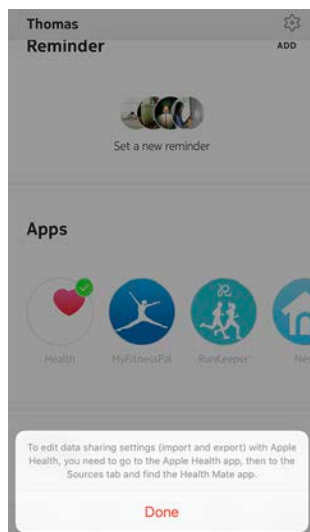 Thomas
Reminder
ADD
Set a new reminder
Apps
Health
MyFitnessPal
RunKeeper
Nes
To edit data sharing settings (import and export) with Apple
Health, you need to go to the Apple Health app, then to the
Sources tab and find the Health Mate app.
Done